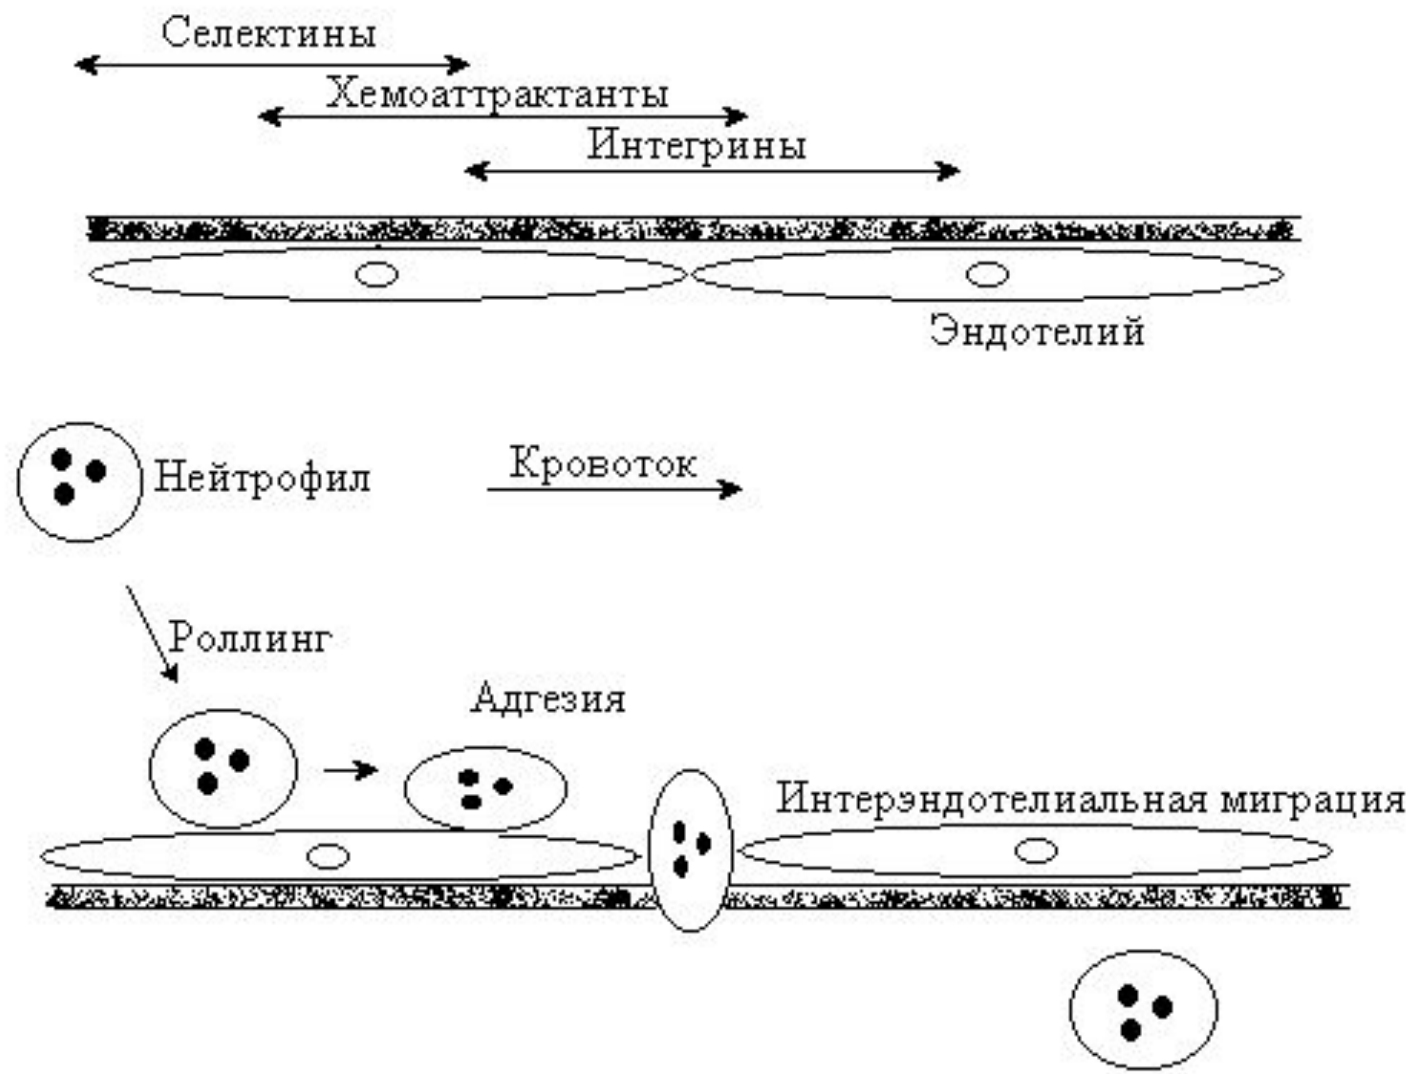 Селектины
Хемоаттрактанты
Интегрины
Эндотелий
Нейтрофил
Кровоток
Роллинг
Адгезия
Интерэндотелиальная миграция